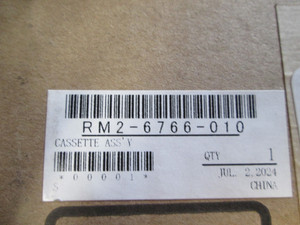 RM2-6766-010
CASSETTE ASS'Y
QTY 1
*00001*
JUL. 2.2024
S CHINA